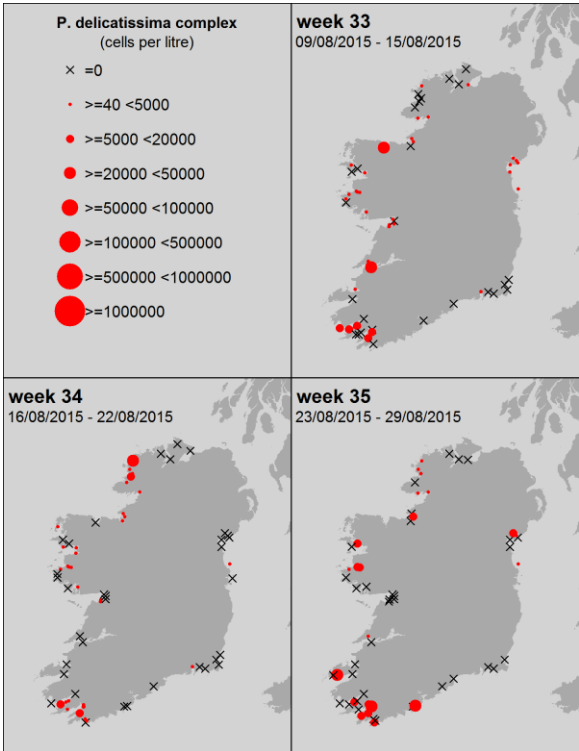 P. delicatissima complex
(cells per litre)
=0
>=40 <5000
>=5000 <20000
>=20000 <50000
>=50000 <100000
>=100000 <500000
>=500000 <1000000
>=1000000
week 33
09/08/2015 - 15/08/2015
week 34
16/08/2015 - 22/08/2015
week 35
23/08/2015 - 29/08/2015